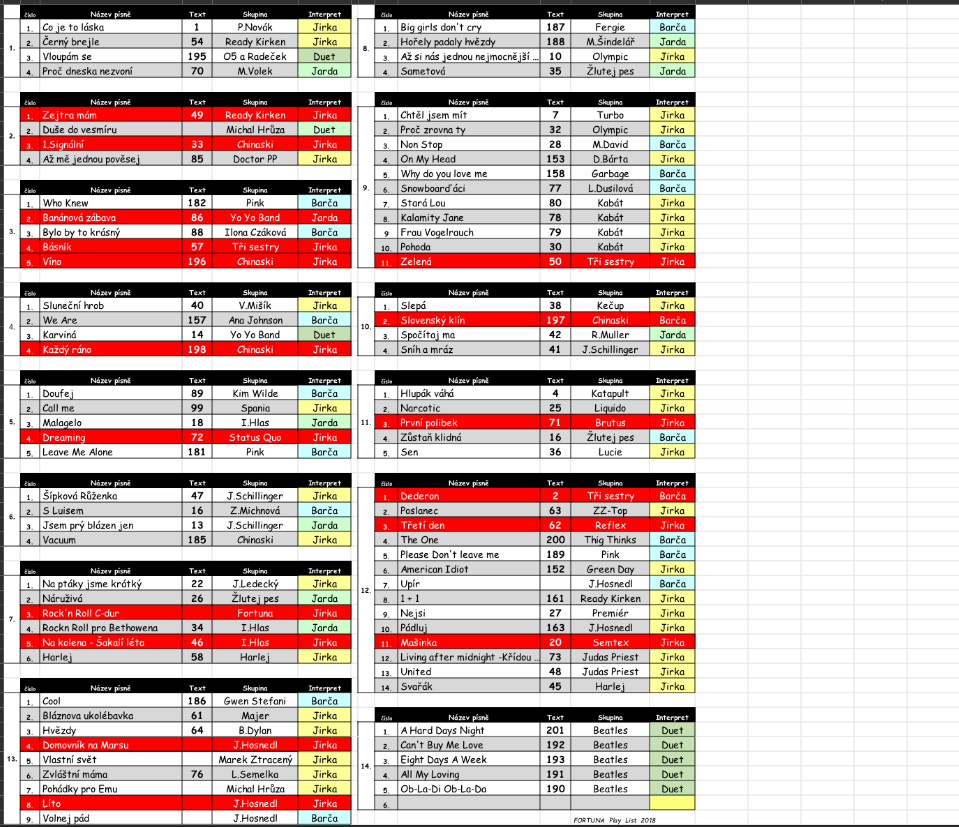 číslo Název písně Text Skupina Interpret
1.
1. Co je to láska 1 P.Novák Jirka
2. Černý brejle 54 Ready Kirken Jirka
3. Vloupám se 195 O5 a Radeček Duet
4. Proč dneska nezvoní 70 M.Volek Jarda
číslo Název písně Text Skupina Interpret
2.
1. Zejtra mám 49 Ready Kirken Jirka
2. Duše do vesmíru Michal Hrůza Duet
3. 1.Signální 33 Chinaski Jirka
4. Až mě jednou pověsej 85 Doctor PP Jirka
číslo Název písně Text Skupina Interpret
3.
1. Who Knew 182 Pink Barča
2. Banánová zábava 86 Yo Yo Band Jarda
3. Bylo by to krásný 88 Ilona Czáková Barča
4. Básník 57 Tři sestry Jirka
5. Víno 196 Chinaski Jirka
číslo Název písně Text Skupina Interpret
4.
1. Sluneční hrob 40 V.Mišík Jirka
2. We Are 157 Ana Johnson Barča
3. Karviná 14 Yo Yo Band Duet
4. Každý ráno 198 Chinaski Jirka
číslo Název písně Text Skupina Interpret
5.
1. Doufej 89 Kim Wilde Barča
2. Call me 99 Spania Jirka
3. Malagelo 18 I.Hlas Jarda
4. Dreaming 72 Status Quo Jirka
5. Leave Me Alone 181 Pink Barča
číslo Název písně Text Skupina Interpret
6.
1. Šípková Růženka 47 J.Schillinger Jirka
2. S Luisem 16 Z.Michnová Barča
3. Jsem prý blázen jen 13 J.Schillinger Jarda
4. Vacuum 185 Chinaski Jirka
číslo Název písně Text Skupina Interpret
7.
1. Na ptáky jsme krátký 22 J.Ledecký Jirka
2. Náruživá 26 Žlutej pes Jarda
3. Rock'n Roll C-dur Fortuna Jirka
4. Rockn Roll pro Bethowena 34 I.Hlas Jarda
5. Na kolena - Šakalí léta 46 I.Hlas Jirka
6. Harlej 58 Harlej Jirka
číslo Název písně Text Skupina Interpret
13.
1. Cool 186 Gwen Stefani Barča
2. Bláznova ukolébavka 61 Majer Jirka
3. Hvězdy 64 B.Dylan Jirka
4. Domovník na Marsu J.Hosnedl Jirka
5. Vlastní svět Marek Ztracený Jirka
6. Zvláštní máma 76 L.Semelka Jirka
7. Pohádky pro Emu Michal Hrůza Jirka
8. Líto J.Hosnedl Jirka
9. Volnej pád J.Hosnedl Barča
číslo Název písně Text Skupina Interpret
8.
1. Big girls don't cry 187 Fergie Barča
2. Hořely padaly hvězdy 188 M.Šindelář Jarda
3. Až si nás jednou nejmocnější ... 10 Olympic Jirka
4. Sametová 35 Žlutej pes Jarda
číslo Název písně Text Skupina Interpret
9.
1. Chtěl jsem mít 7 Turbo Jirka
2. Proč zrovna ty 32 Olympic Jirka
3. Non Stop 28 M.David Barča
4. On My Head 153 D.Bárta Jirka
5. Why do you love me 158 Garbage Barča
6. Snowboard'áci 77 L.Dusilová Barča
7. Stará Lou 80 Kabát Jirka
8. Kalamity Jane 78 Kabát Jirka
9 Frau Vogelrauch 79 Kabát Jirka
10. Pohoda 30 Kabát Jirka
11. Zelená 50 Tři sestry Jirka
číslo Název písně Text Skupina Interpret
10.
1. Slepá 38 Kečup Jirka
2. Slovenský klín 197 Chinaski Barča
3. Spočítaj ma 42 R.Muller Jarda
4. Sníh a mráz 41 J.Schillinger Jirka
číslo Název písně Text Skupina Interpret
11.
1. Hlupák váhá 4 Katapult Jirka
2. Narcotic 25 Liquido Jirka
3. První polibek 71 Brutus Jirka
4. Zůstaň klidná 16 Žlutej pes Barča
5. Sen 36 Lucie Jirka
číslo Název písně Text Skupina Interpret
12.
1. Dederon 2 Tři sestry Barča
2. Poslanec 63 ZZ-Top Jirka
3. Třetí den 62 Reflex Jirka
4. The One 200 Thig Thinks Barča
5. Please Don't leave me 189 Pink Barča
6. American Idiot 152 Green Day Jirka
7. Upír J.Hosnedl Barča
8. 1 + 1 161 Ready Kirken Jirka
9. Nejsi 27 Premiér Jirka
10. Pádluj 163 J.Hosnedl Jirka
11. Mašinka 20 Semtex Jirka
12. Living after midnight -Křídou ... 73 Judas Priest Jirka
13. United 48 Judas Priest Jirka
14. Svařák 45 Harlej Jirka
číslo Název písně Text Skupina Interpret
14.
1. A Hard Days Night 201 Beatles Duet
2. Can't Buy Me Love 192 Beatles Duet
3. Eight Days A Week 193 Beatles Duet
4. All My Loving 191 Beatles Duet
5. Ob-La-Di Ob-La-Da 190 Beatles Duet
6.
FORTUNA Play List 2018